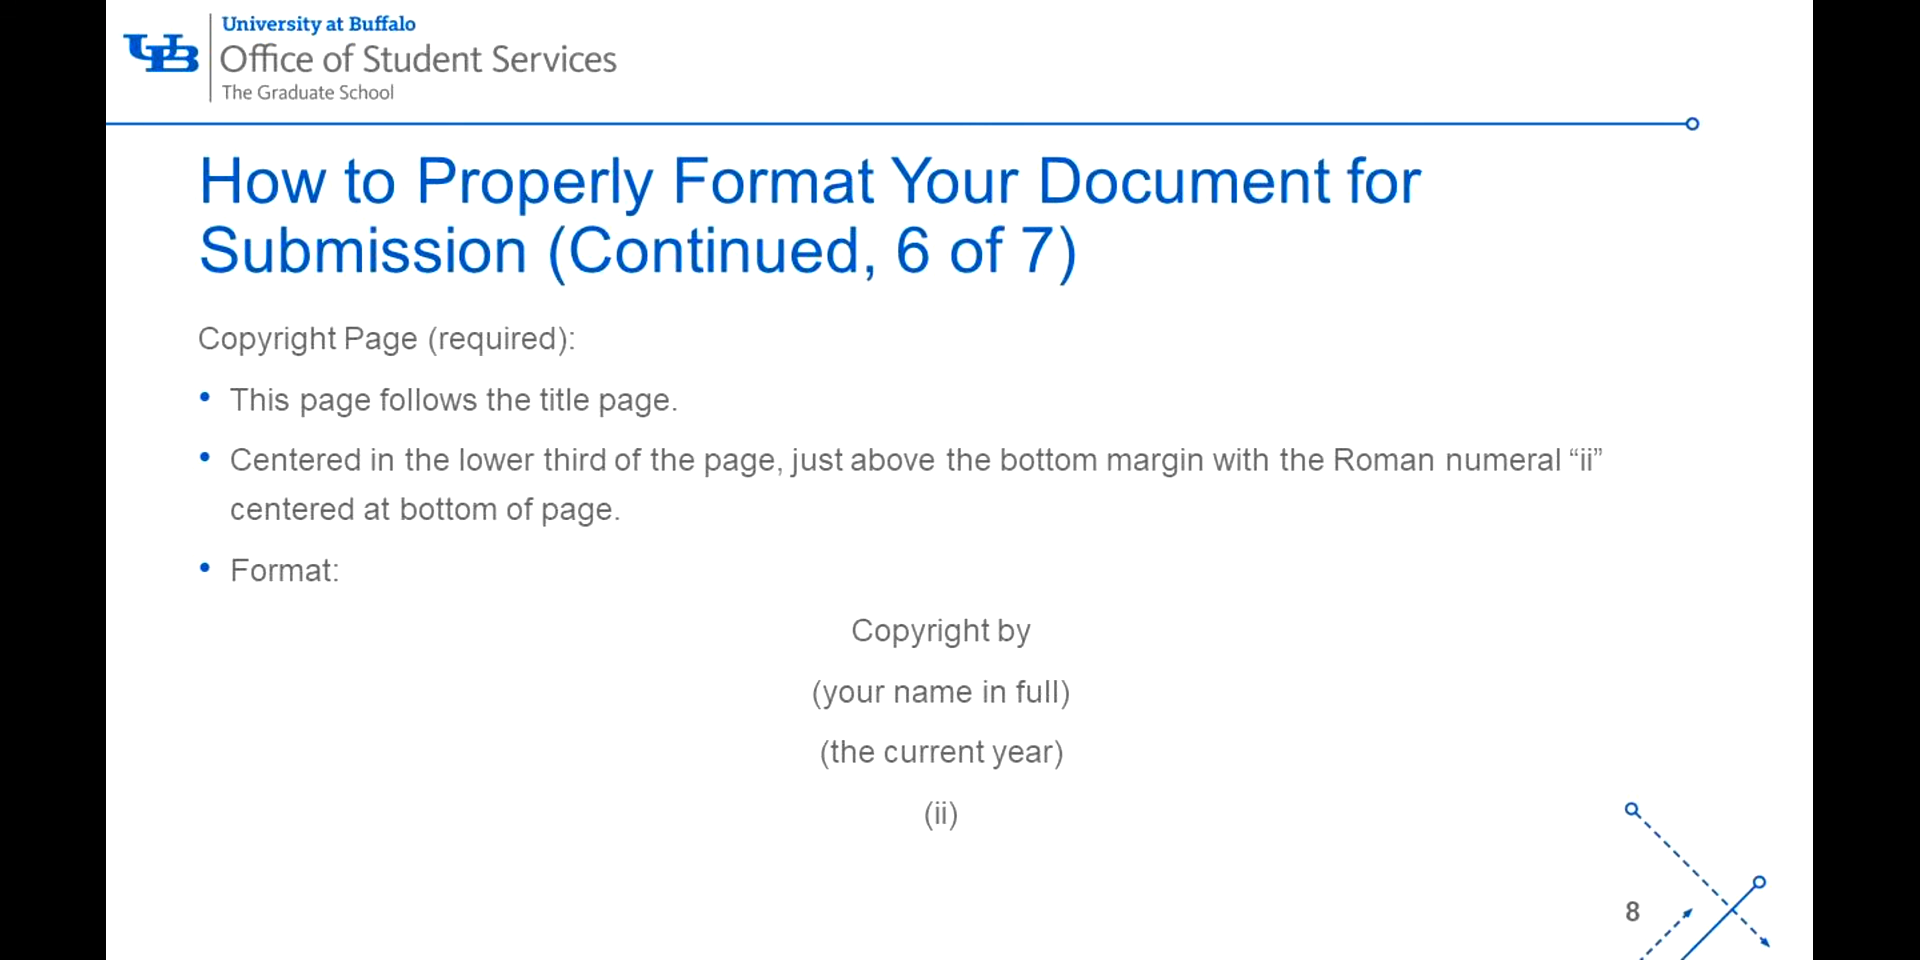 University at Buffalo
UB
Office of Student Services
The Graduate School
How to Properly Format Your Document for
Submission (Continued, 6 of 7)
Copyright Page (required):
• This page follows the title page.
• Centered in the lower third of the page, just above the bottom margin with the Roman numeral “ii”
centered at bottom of page.
• Format:
Copyright by
(your name in full)
(the current year)
(ii)
8